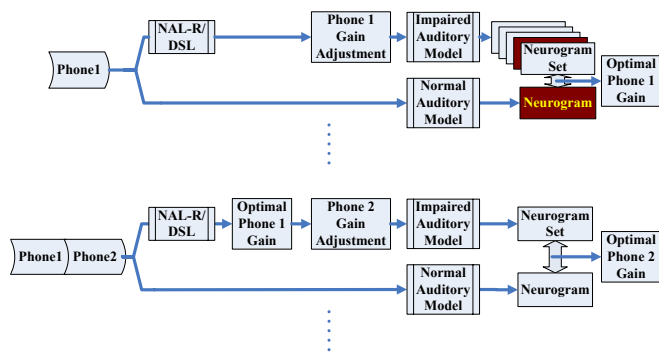 Phone1
NAL-R/
DSL
Phone 1
Gain
Adjustment
Impaired
Auditory
Model
Neurogram
Set
Optimal
Phone 1
Gain
Normal
Auditory
Model
Neurogram
Phone1
Phone2
NAL-R/
DSL
Optimal
Phone 1
Gain
Phone 2
Gain
Adjustment
Impaired
Auditory
Model
Neurogram
Set
Optimal
Phone 2
Gain
Normal
Auditory
Model
Neurogram